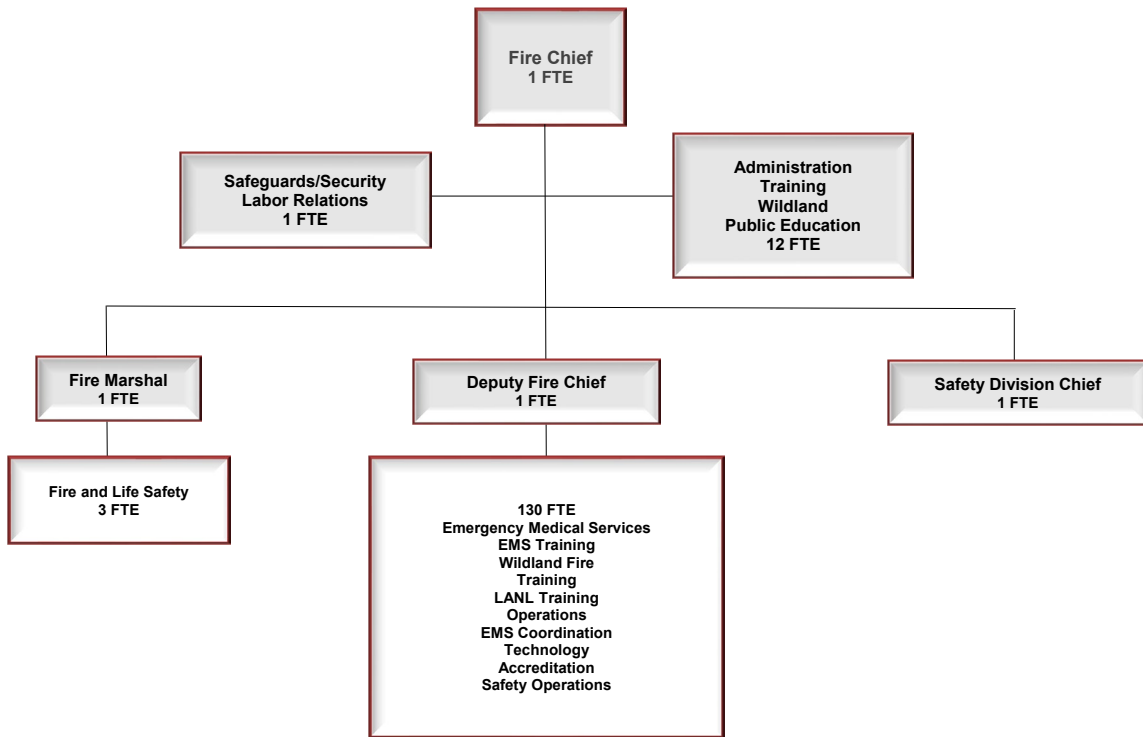 Fire Chief
1 FTE
Safeguards/Security
Labor Relations
1 FTE
Administration
Training
Wildland
Public Education
12 FTE
Fire Marshal
1 FTE
Deputy Fire Chief
1 FTE
Safety Division Chief
1 FTE
Fire and Life Safety
3 FTE
130 FTE
Emergency Medical Services
EMS Training
Wildland Fire
Training
LANL Training
Operations
EMS Coordination
Technology
Accreditation
Safety Operations